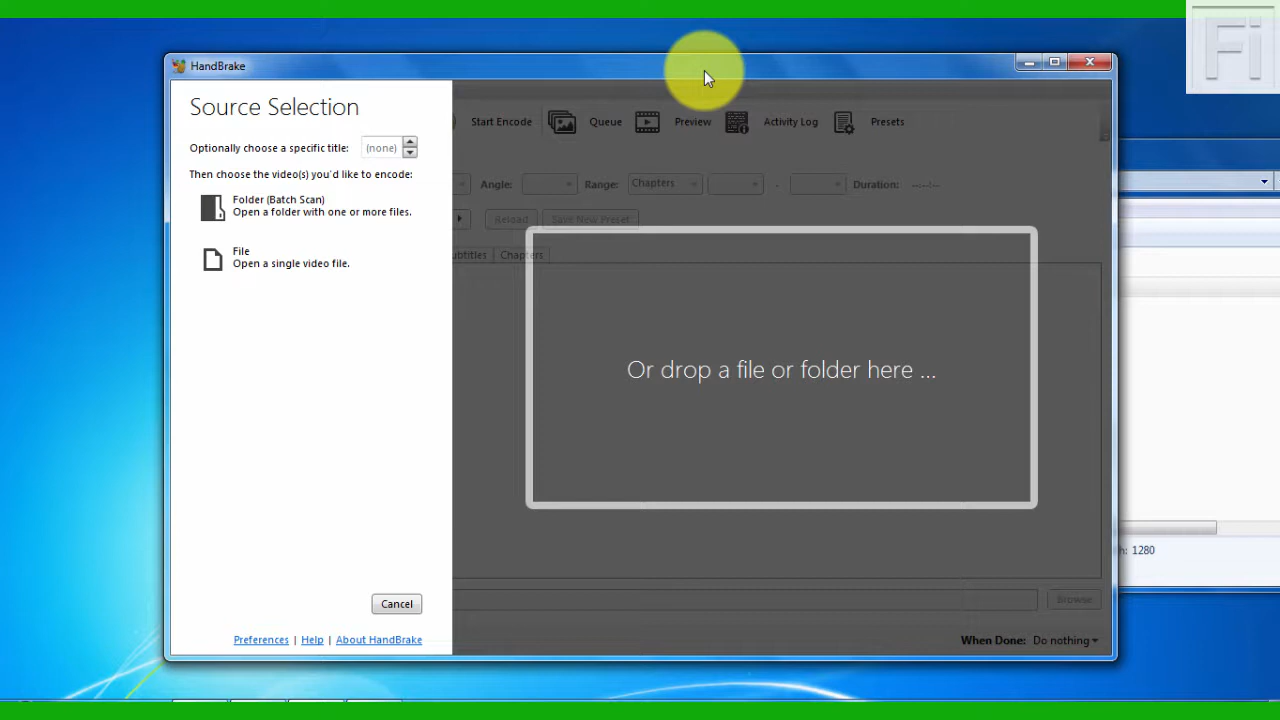 Fi
HandBrake
Source Selection
Optionally choose a specific title: (none)
Then choose the video(s) you'd like to encode:
Folder (Batch Scan)
Open a folder with one or more files.
File
Open a single video file.
Cancel
Preferences | Help | About HandBrake
Start Encode Queue Preview Activity Log Presets
Angle: Range: Chapters - Duration: --:--:--
Reload Save New Preset
ubtitles Chapters
Or drop a file or folder here ...
Browse
When Done: Do nothing
h: 1280